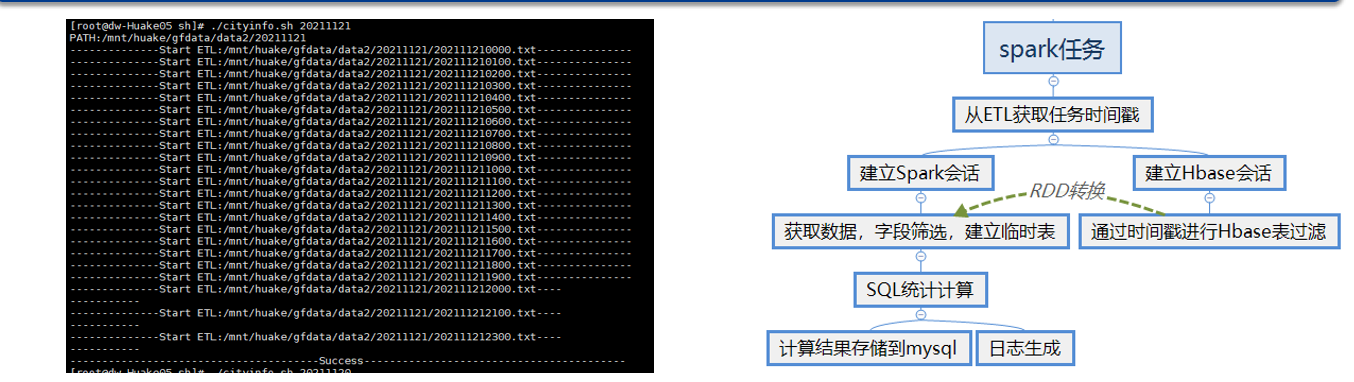 [root@dw-Huake05 sh]# ./cityinfo.sh 20211121
PATH:/mnt/huake/gfdata/data2/20211121
--------------Start ETL:/mnt/huake/gfdata/data2/20211121/202111210000.txt---------------
--------------Start ETL:/mnt/huake/gfdata/data2/20211121/202111210100.txt---------------
--------------Start ETL:/mnt/huake/gfdata/data2/20211121/202111210200.txt---------------
--------------Start ETL:/mnt/huake/gfdata/data2/20211121/202111210300.txt---------------
--------------Start ETL:/mnt/huake/gfdata/data2/20211121/202111210400.txt---------------
--------------Start ETL:/mnt/huake/gfdata/data2/20211121/202111210500.txt---------------
--------------Start ETL:/mnt/huake/gfdata/data2/20211121/202111210600.txt---------------
--------------Start ETL:/mnt/huake/gfdata/data2/20211121/202111210700.txt---------------
--------------Start ETL:/mnt/huake/gfdata/data2/20211121/202111210800.txt---------------
--------------Start ETL:/mnt/huake/gfdata/data2/20211121/202111210900.txt---------------
--------------Start ETL:/mnt/huake/gfdata/data2/20211121/202111211000.txt---------------
--------------Start ETL:/mnt/huake/gfdata/data2/20211121/202111211100.txt---------------
--------------Start ETL:/mnt/huake/gfdata/data2/20211121/202111211200.txt---------------
--------------Start ETL:/mnt/huake/gfdata/data2/20211121/202111211300.txt---------------
--------------Start ETL:/mnt/huake/gfdata/data2/20211121/202111211400.txt---------------
--------------Start ETL:/mnt/huake/gfdata/data2/20211121/202111211500.txt---------------
--------------Start ETL:/mnt/huake/gfdata/data2/20211121/202111211600.txt---------------
--------------Start ETL:/mnt/huake/gfdata/data2/20211121/202111211700.txt---------------
--------------Start ETL:/mnt/huake/gfdata/data2/20211121/202111211800.txt---------------
--------------Start ETL:/mnt/huake/gfdata/data2/20211121/202111211900.txt---------------
--------------Start ETL:/mnt/huake/gfdata/data2/20211121/202111212000.txt----
-----------
--------------Start ETL:/mnt/huake/gfdata/data2/20211121/202111212100.txt----
-----------
--------------Start ETL:/mnt/huake/gfdata/data2/20211121/202111212300.txt----
-----------
---------------------------------------Success-----------------------------------------
[root@dw-Huake05 sh]# ./cityinfo.sh 20211120
spark任务
从ETL获取任务时间戳
建立Spark会话
建立Hbase会话
RDD转换
获取数据，字段筛选，建立临时表
通过时间戳进行Hbase表过滤
SQL统计计算
计算结果存储到mysql
日志生成